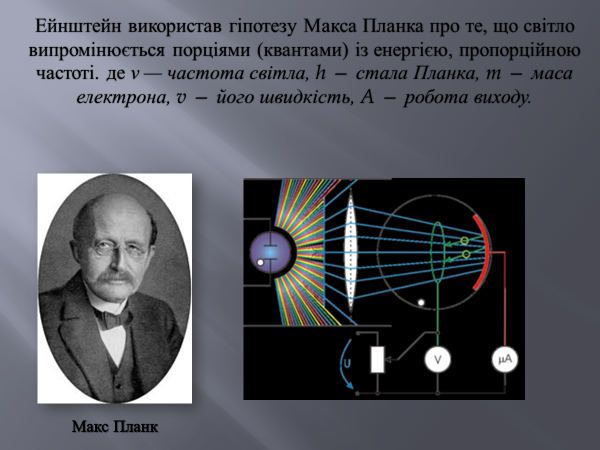 Ейнштейн використав гіпотезу Макса Планка про те, що світло
випромінюється порціями (квантами) із енергією, пропорційною
частоті. де ν — частота світла, h – стала Планка, m – маса
електрона, υ – його швидкість, A – робота виходу.
U
V
μA
Макс Планк